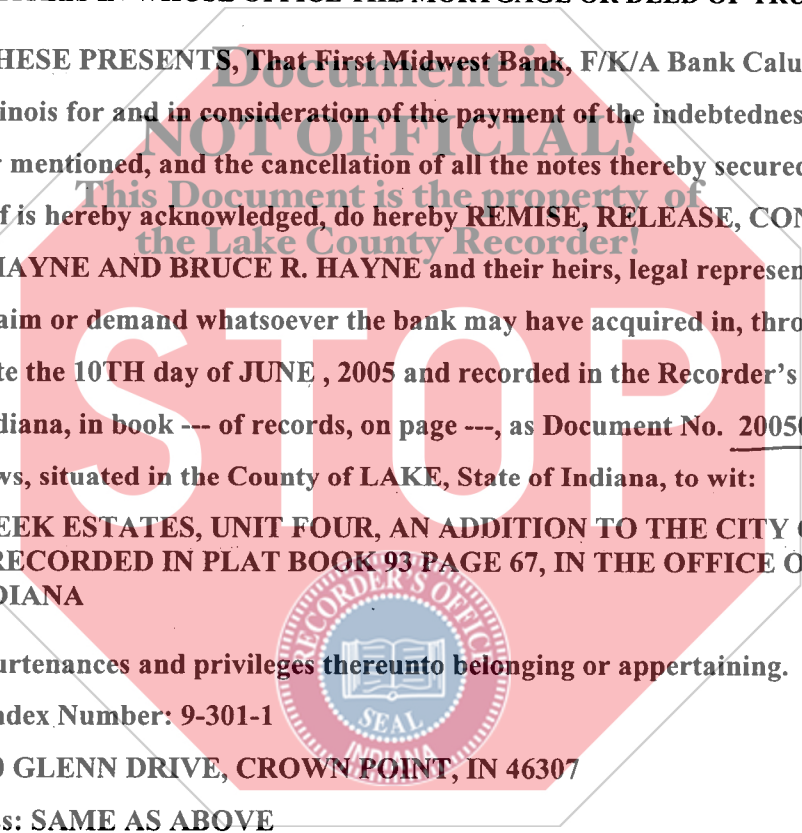 HESE PRESENTS, That First Midwest Bank, F/K/A Bank Calu
Document is
inois for and in consideration of the payment of the indebtednes
NOT OFFICIAL!
mentioned, and the cancellation of all the notes thereby secured
This Document is the property of
f is hereby acknowledged, do hereby REMISE, RELEASE, CON
the Lake County Recorder!
HAYNE AND BRUCE R. HAYNE and their heirs, legal represen
aim or demand whatsoever the bank may have acquired in, thro
te the 10TH day of JUNE , 2005 and recorded in the Recorder's
diana, in book --- of records, on page ---, as Document No. 2005
ws, situated in the County of LAKE, State of Indiana, to wit:
STOP
EEK ESTATES, UNIT FOUR, AN ADDITION TO THE CITY
RECORDED IN PLAT BOOK 93 PAGE 67, IN THE OFFICE O
DIANA
RECORDER'S OFFICE
urtenances and privileges thereunto belonging or appertaining.
ndex Number: 9-301-1
SEAL
INDIANA
GLENN DRIVE, CROWN POINT, IN 46307
s: SAME AS ABOVE